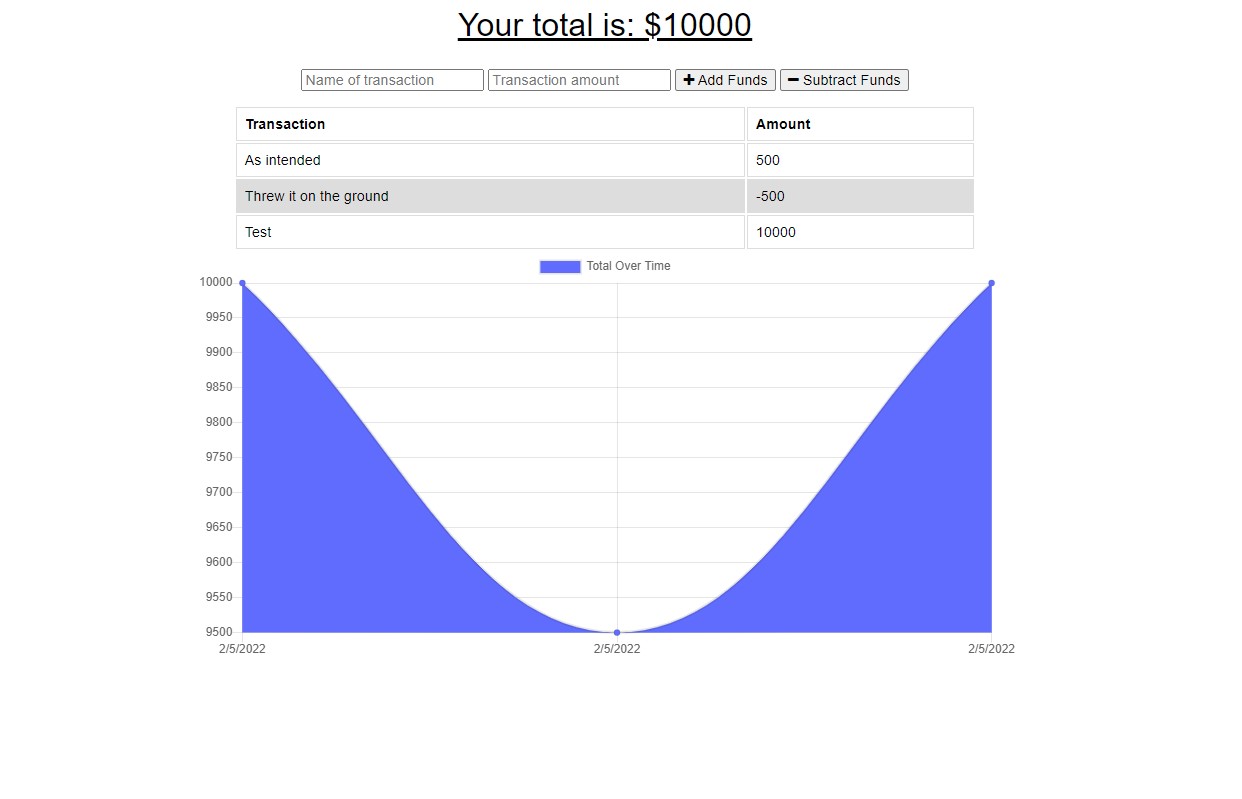 Your total is: $10000
Name of transaction Transaction amount Add Funds Subtract Funds
Transaction Amount
As intended 500
Threw it on the ground -500
Test 10000
Total Over Time
10000
9950
9900
9850
9800
9750
9700
9650
9600
9550
9500
2/5/2022 2/5/2022 2/5/2022